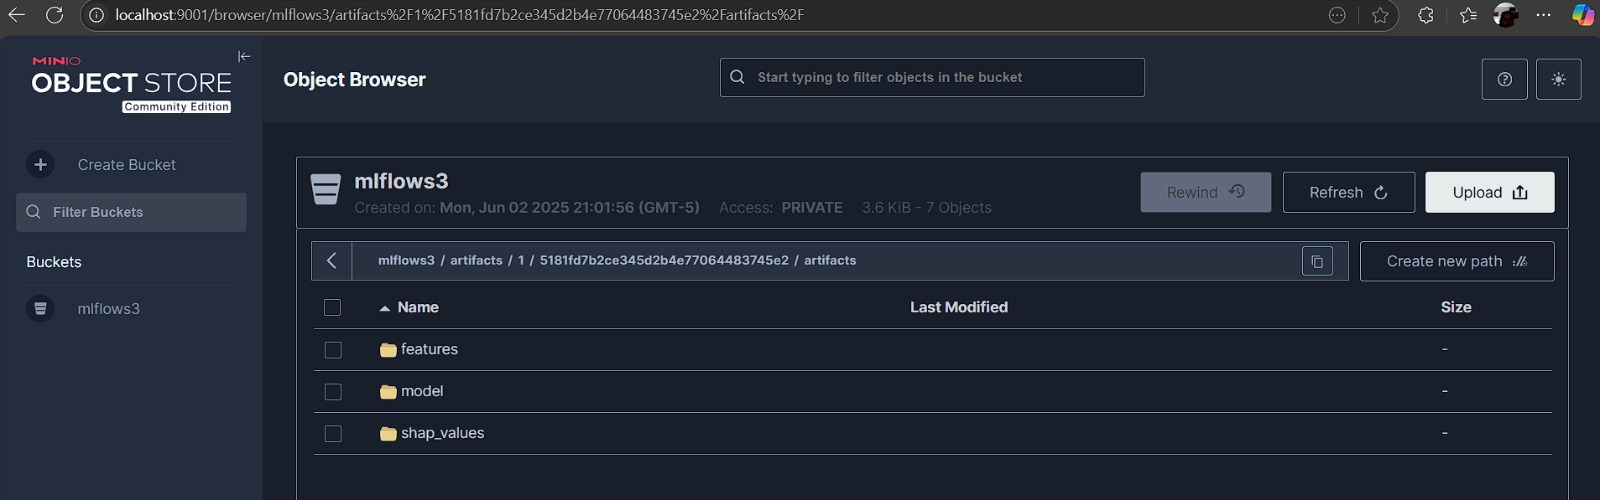 localhost:9001/browser/mlflows3/artifacts%2F1%2F5181fd7b2ce345d2b4e77064483745e2%2Fartifacts%2F
MINIO
OBJECT STORE
Community Edition
Object Browser
Start typing to filter objects in the bucket
Create Bucket
Filter Buckets
Buckets
mlflows3
mlflows3
Created on: Mon, Jun 02 2025 21:01:56 (GMT-5) Access: PRIVATE 3.6 KiB - 7 Objects
Rewind
Refresh
Upload
mlflows3 / artifacts / 1 / 5181fd7b2ce345d2b4e77064483745e2 / artifacts
Create new path
Name Last Modified Size
features -
model -
shap_values -